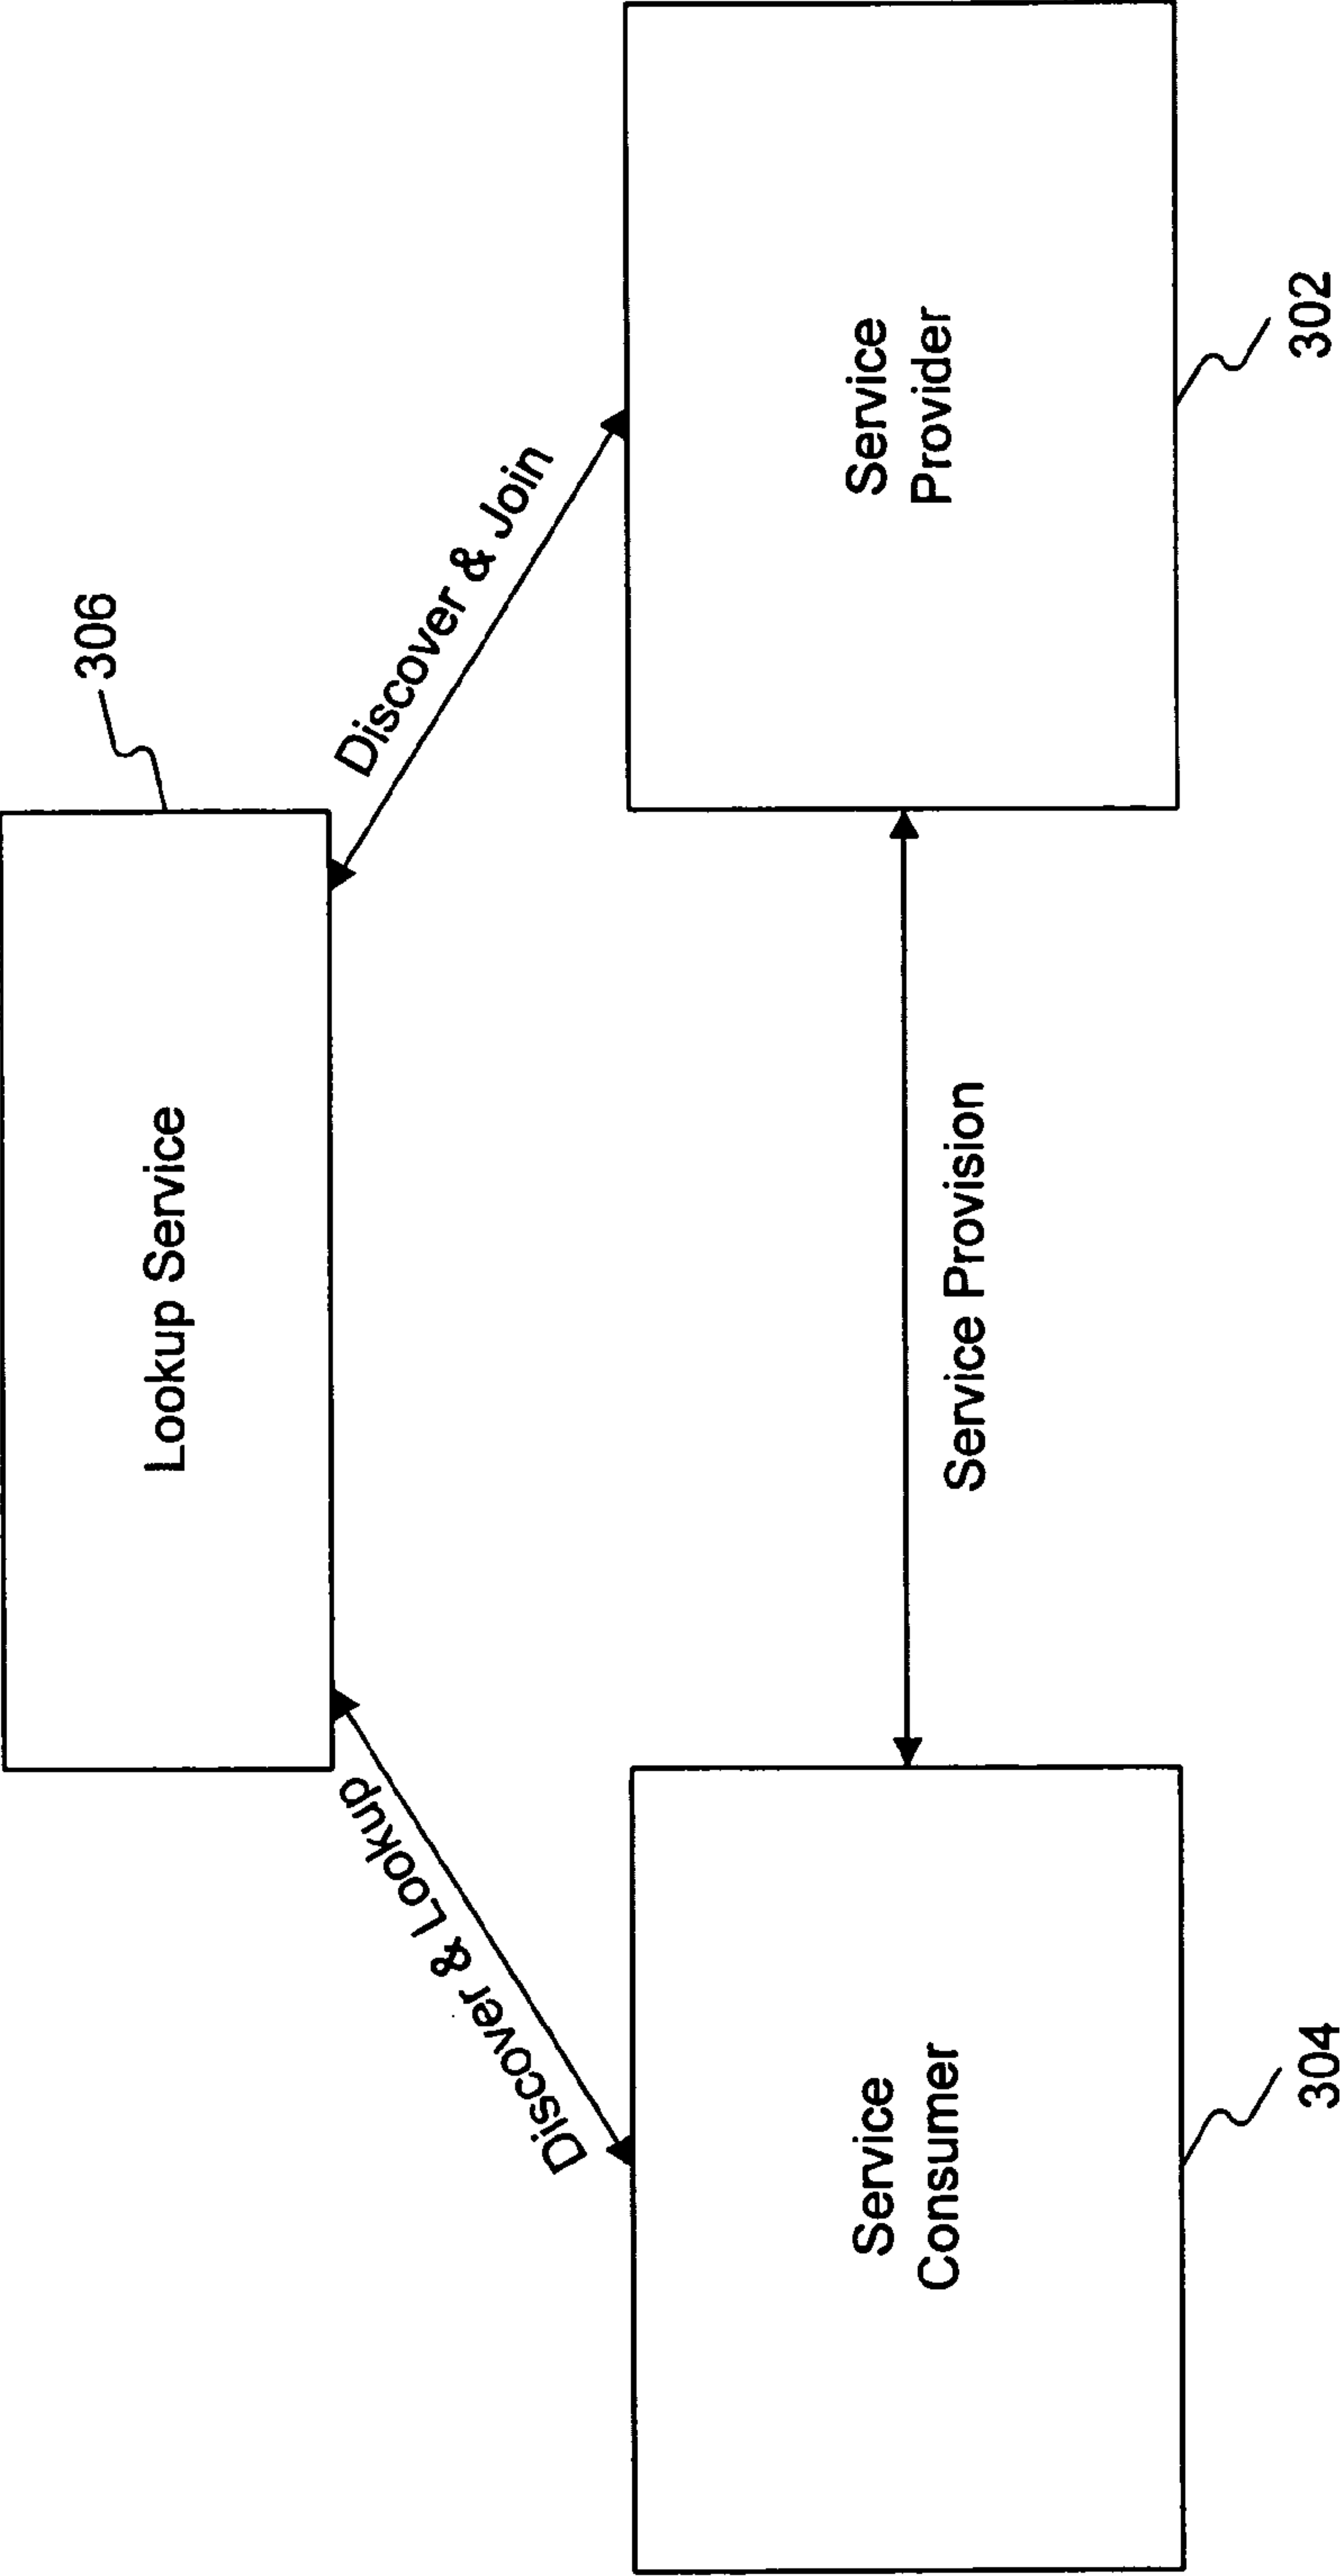 306
Lookup Service
Discover & Lookup
Discover & Join
Service
Consumer
Service Provision
Service
Provider
304
302